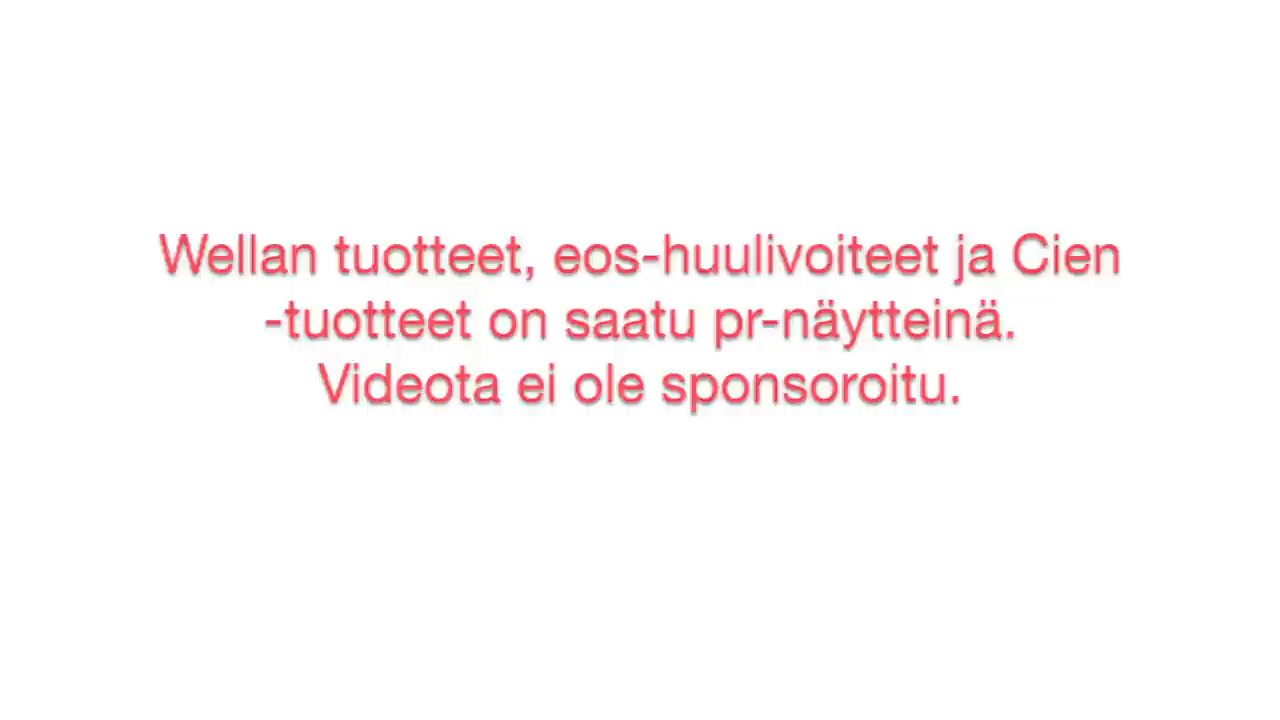 Wellan tuotteet, eos-huulivoiteet ja Cien
-tuotteet on saatu pr-näytteinä.
Videota ei ole sponsoroitu.